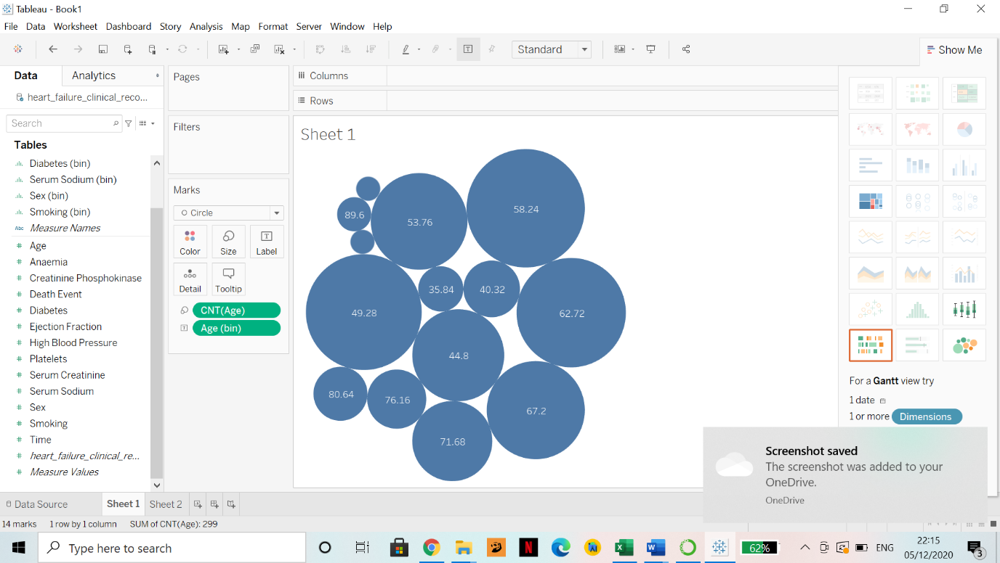 Tableau - Book1
File Data Worksheet Dashboard Story Analysis Map Format Server Window Help
Standard
Show Me
Data Analytics
heart_failure_clinical_reco...
Search
Tables
Diabetes (bin)
Serum Sodium (bin)
Sex (bin)
Smoking (bin)
Abc Measure Names
# Age
# Anaemia
# Creatinine Phosphokinase
# Death Event
# Diabetes
# Ejection Fraction
# High Blood Pressure
# Platelets
# Serum Creatinine
# Serum Sodium
# Sex
# Smoking
# Time
# heart_failure_clinical_re...
# Measure Values
Pages
Filters
Marks
Circle
Color Size T Label
Detail Tooltip
CNT(Age)
T Age (bin)
Columns
Rows
Sheet 1
58.24
89.6
53.76
35.84
40.32
49.28
62.72
44.8
80.64
76.16
67.2
71.68
For a Gantt view try
1 date
1 or more Dimensions
Screenshot saved
The screenshot was added to your
OneDrive.
OneDrive
Data Source Sheet 1 Sheet 2
14 marks 1 row by 1 column SUM of CNT(Age): 299
Type here to search
N
X
W
62%
ENG
22:15
05/12/2020
3